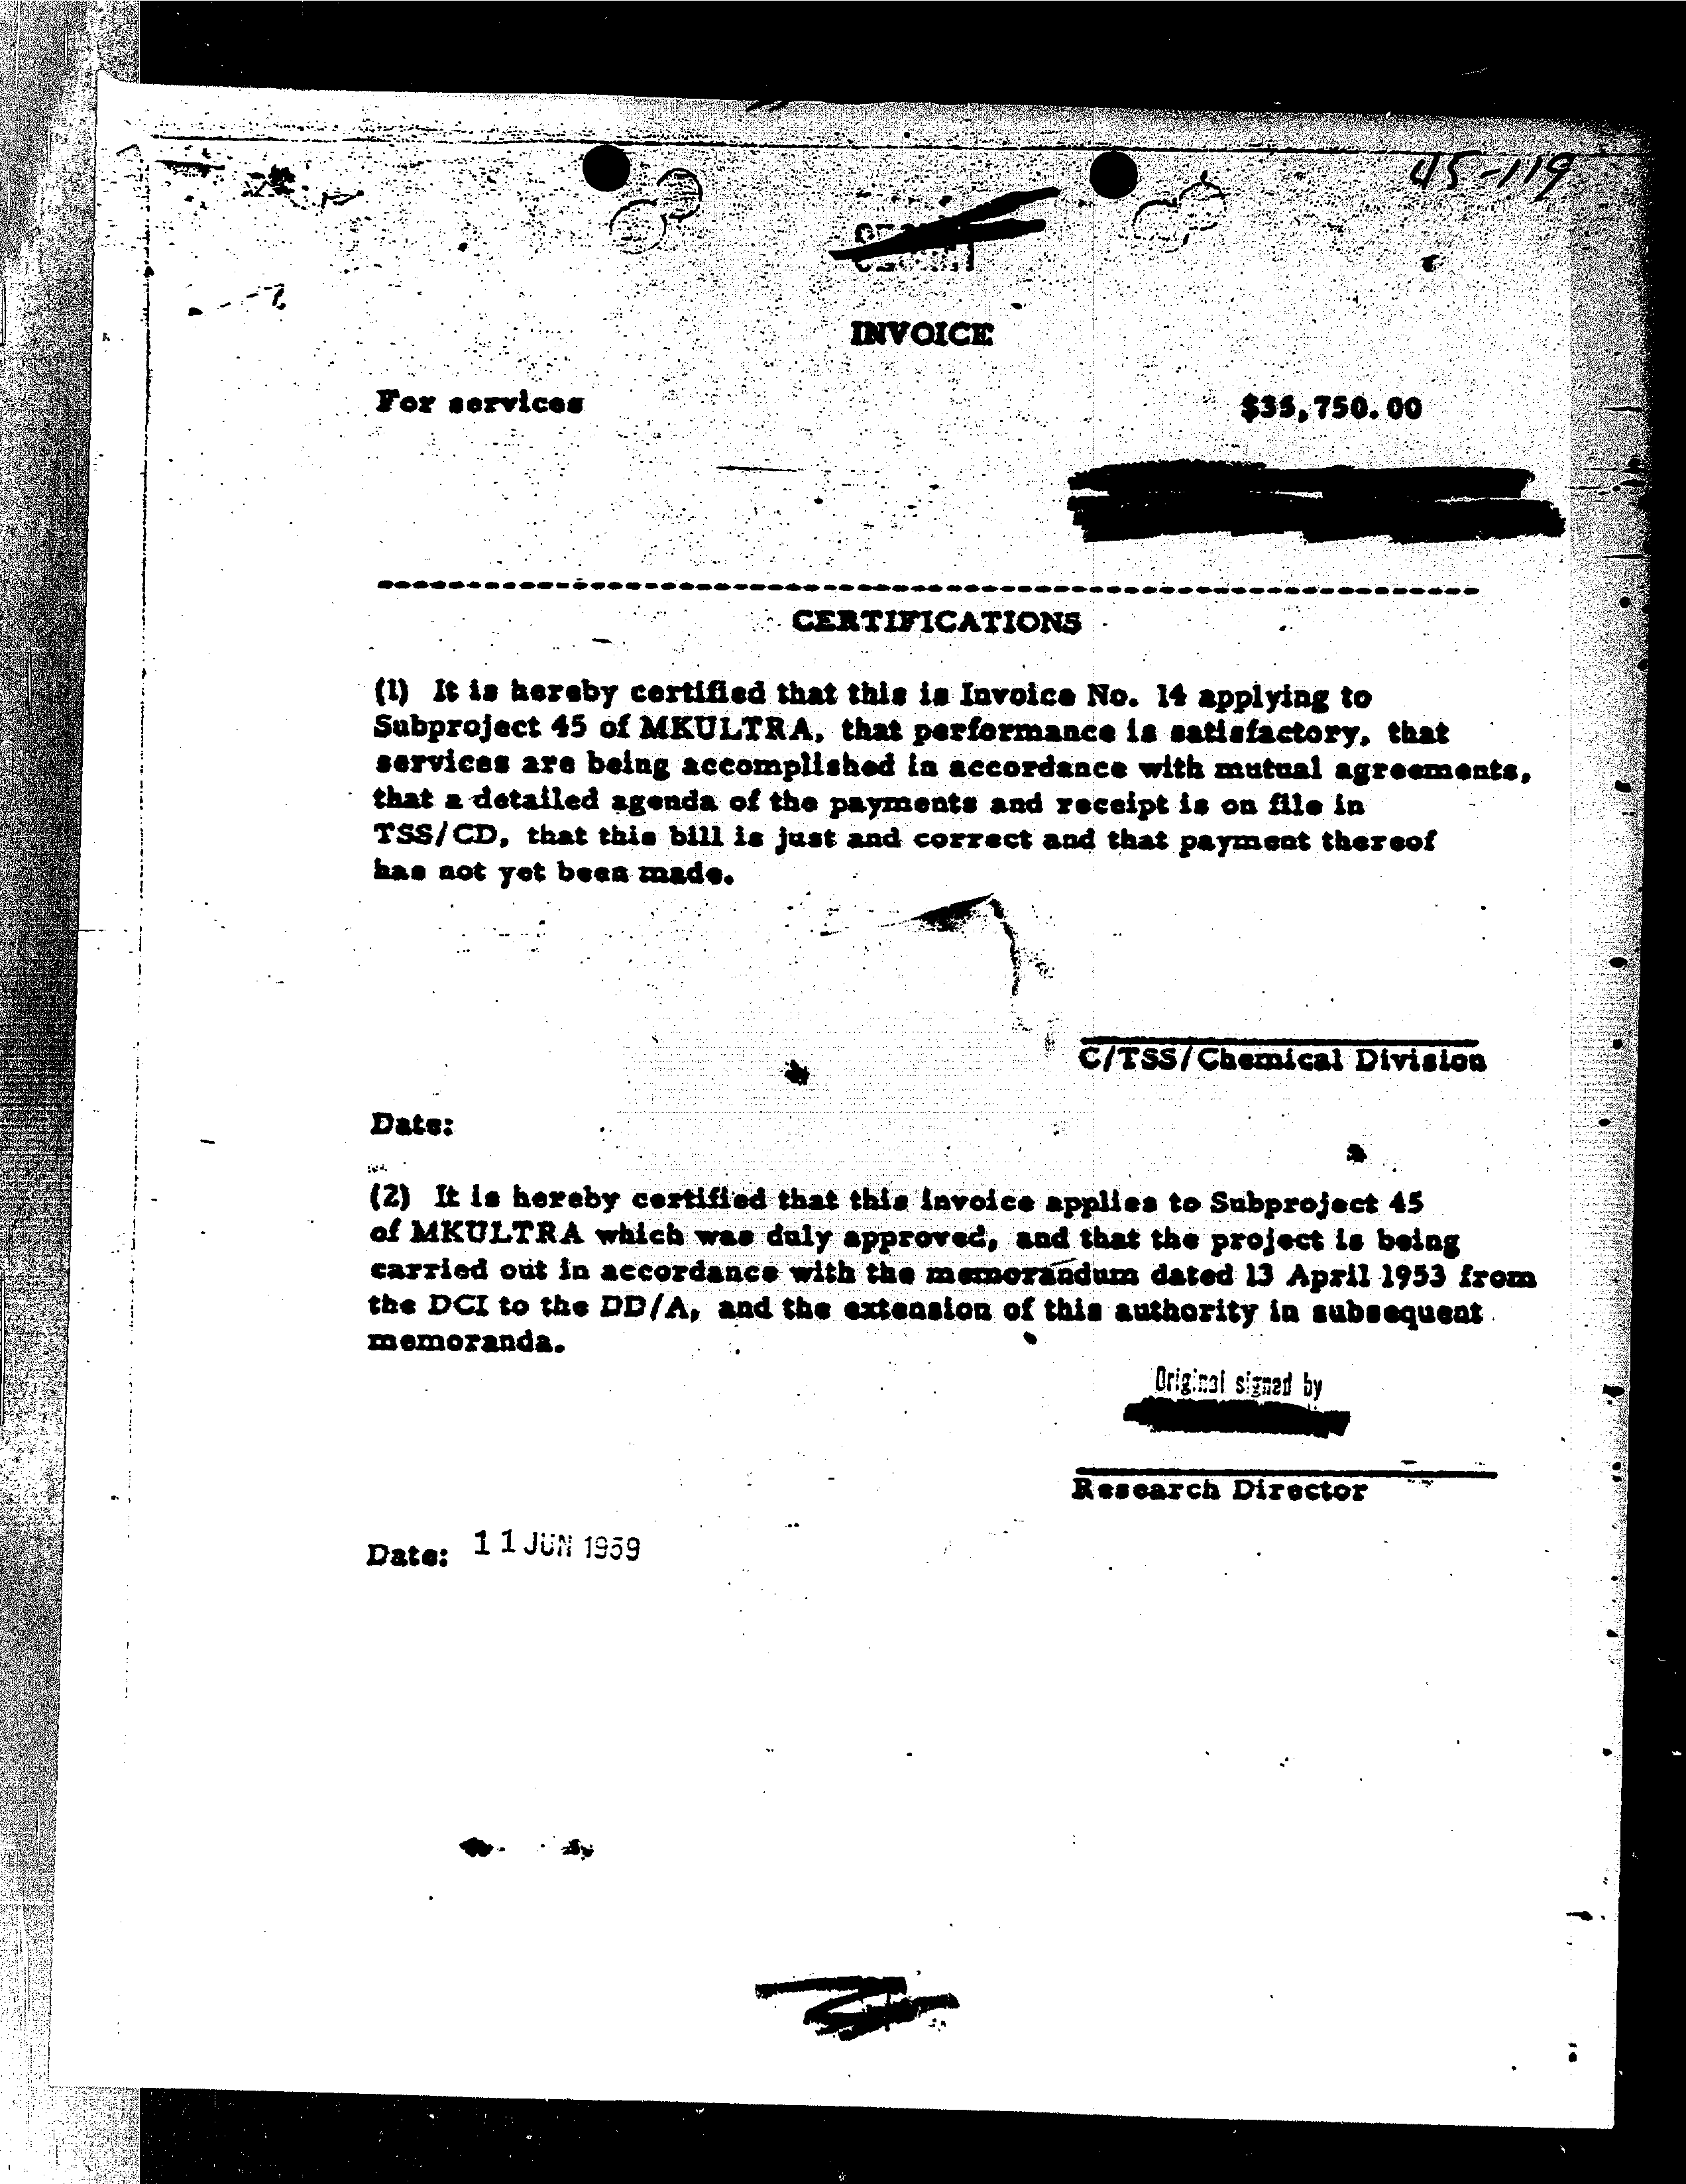 45-119
INVOICE
For services $35,750.00
CERTIFICATIONS
(1) It is hereby certified that this is Invoice No. 14 applying to
Subproject 45 of MKULTRA, that performance is satisfactory, that
services are being accomplished in accordance with mutual agreements,
that a detailed agenda of the payments and receipt is on file in
TSS/CD, that this bill is just and correct and that payment thereof
has not yet been made.
C/TSS/Chemical Division
Date:
(2) It is hereby certified that this invoice applies to Subproject 45
of MKULTRA which was duly approved, and that the project is being
carried out in accordance with the memorandum dated 13 April 1953 from
the DCI to the DD/A, and the extension of this authority in subsequent
memoranda.
Original signed by
Research Director
Date: 11 JUN 1959